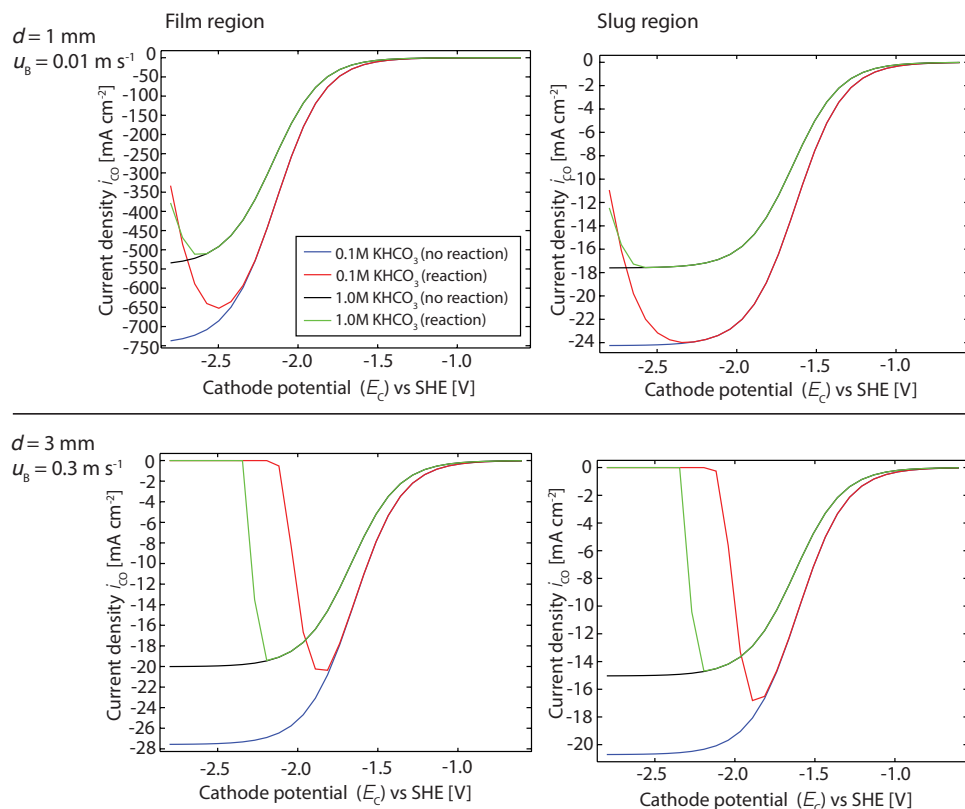 Film region
Slug region
d = 1 mm
u_B = 0.01 m s⁻¹
Current density i_CO [mA cm⁻²]
0
-50
-100
-150
-200
-250
-300
-350
-400
-450
-500
-550
-600
-650
-700
-750
0.1M KHCO₃ (no reaction)
0.1M KHCO₃ (reaction)
1.0M KHCO₃ (no reaction)
1.0M KHCO₃ (reaction)
-2.5 -2.0 -1.5 -1.0
Cathode potential (E_C) vs SHE [V]
Current density i_CO [mA cm⁻²]
0
-2
-4
-6
-8
-10
-12
-14
-16
-18
-20
-22
-24
-2.5 -2.0 -1.5 -1.0
Cathode potential (E_C) vs SHE [V]
d = 3 mm
u_B = 0.3 m s⁻¹
Current density i_CO [mA cm⁻²]
0
-2
-4
-6
-8
-10
-12
-14
-16
-18
-20
-22
-24
-26
-28
-2.5 -2.0 -1.5 -1.0
Cathode potential (E_C) vs SHE [V]
Current density i_CO [mA cm⁻²]
0
-2
-4
-6
-8
-10
-12
-14
-16
-18
-20
-2.5 -2.0 -1.5 -1.0
Cathode potential (E_C) vs SHE [V]